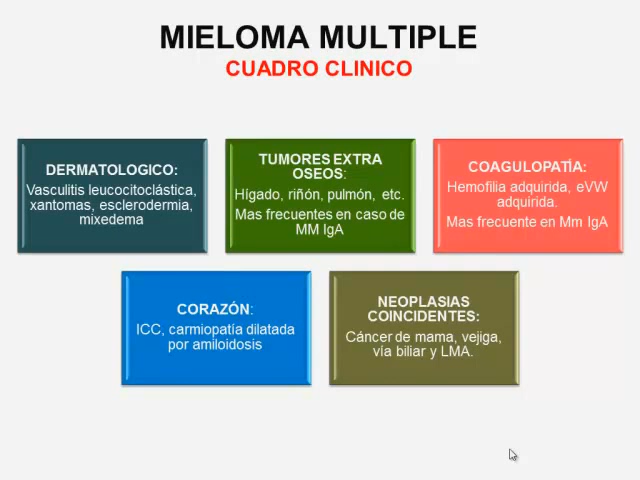 MIELOMA MULTIPLE
CUADRO CLINICO
DERMATOLOGICO:
Vasculitis leucocitoclástica,
xantomas, esclerodermia,
mixedema
TUMORES EXTRA
OSEOS:
Hígado, riñón, pulmón, etc.
Mas frecuentes en caso de
MM IgA
COAGULOPATÍA:
Hemofilia adquirida, eVW
adquirida.
Mas frecuente en Mm IgA
CORAZÓN:
ICC, carmiopatía dilatada
por amiloidosis
NEOPLASIAS
COINCIDENTES:
Cáncer de mama, vejiga,
vía biliar y LMA.